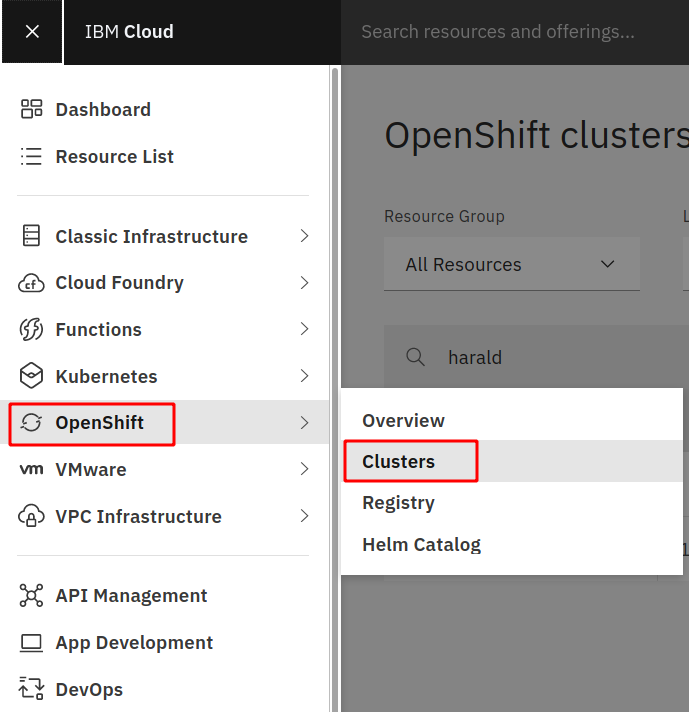 IBM Cloud
Search resources and offerings...
Dashboard
Resource List
Classic Infrastructure
Cloud Foundry
Functions
Kubernetes
OpenShift
vm VMware
VPC Infrastructure
API Management
App Development
DevOps
OpenShift clusters
Resource Group
All Resources
harald
Overview
Clusters
Registry
Helm Catalog